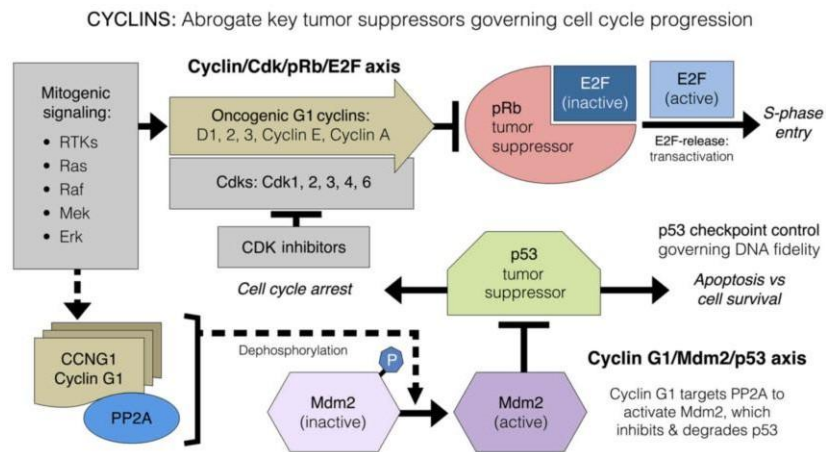 CYCLINS: Abrogate key tumor suppressors governing cell cycle progression
Mitogenic
signaling:
• RTKs
• Ras
• Raf
• Mek
• Erk
Cyclin/Cdk/pRb/E2F axis
Oncogenic G1 cyclins:
D1, 2, 3, Cyclin E, Cyclin A
Cdks: Cdk1, 2, 3, 4, 6
CDK inhibitors
pRb
tumor
suppressor
E2F
(inactive)
E2F
(active)
E2F-release:
transactivation
S-phase
entry
Cell cycle arrest
p53
tumor
suppressor
p53 checkpoint control
governing DNA fidelity
Apoptosis vs
cell survival
CCNG1
Cyclin G1
PP2A
Dephosphorylation
P
Mdm2
(inactive)
Mdm2
(active)
Cyclin G1/Mdm2/p53 axis
Cyclin G1 targets PP2A to
activate Mdm2, which
inhibits & degrades p53